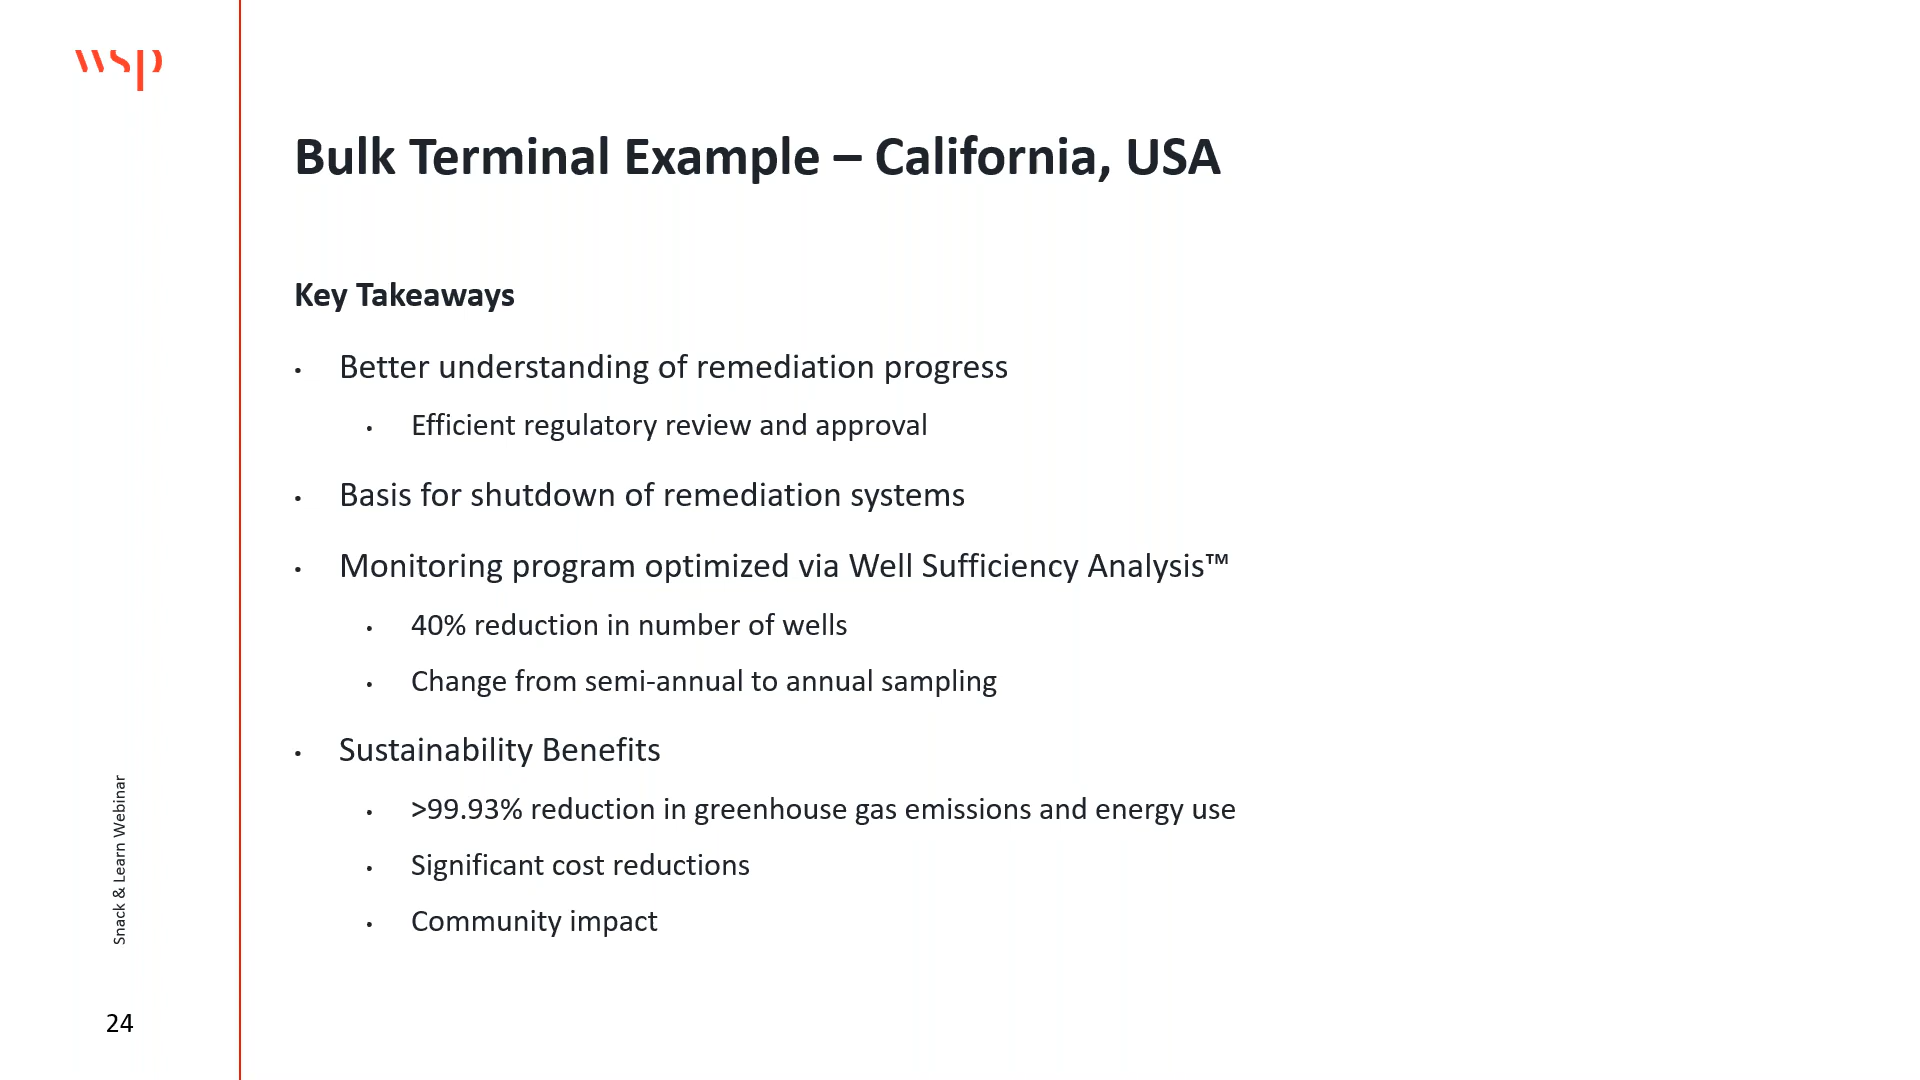 wsp
Bulk Terminal Example – California, USA
Key Takeaways
• Better understanding of remediation progress
• Efficient regulatory review and approval
• Basis for shutdown of remediation systems
• Monitoring program optimized via Well Sufficiency Analysis™
• 40% reduction in number of wells
• Change from semi-annual to annual sampling
• Sustainability Benefits
• >99.93% reduction in greenhouse gas emissions and energy use
• Significant cost reductions
• Community impact
Snack & Learn Webinar
24